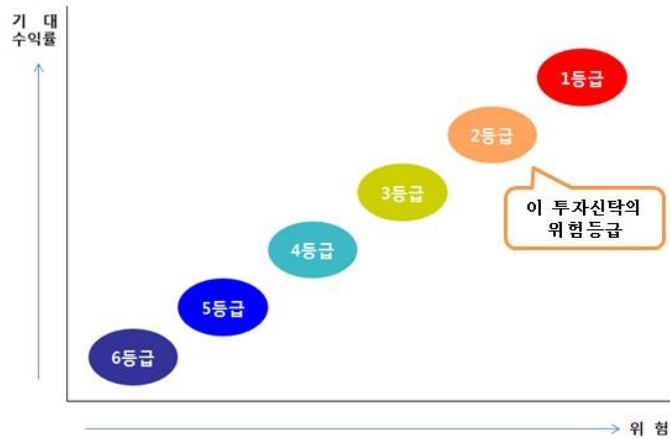 기 대
수익률
1등급
2등급
3등급
이 투자신탁의
위험등급
4등급
5등급
6등급
위 험